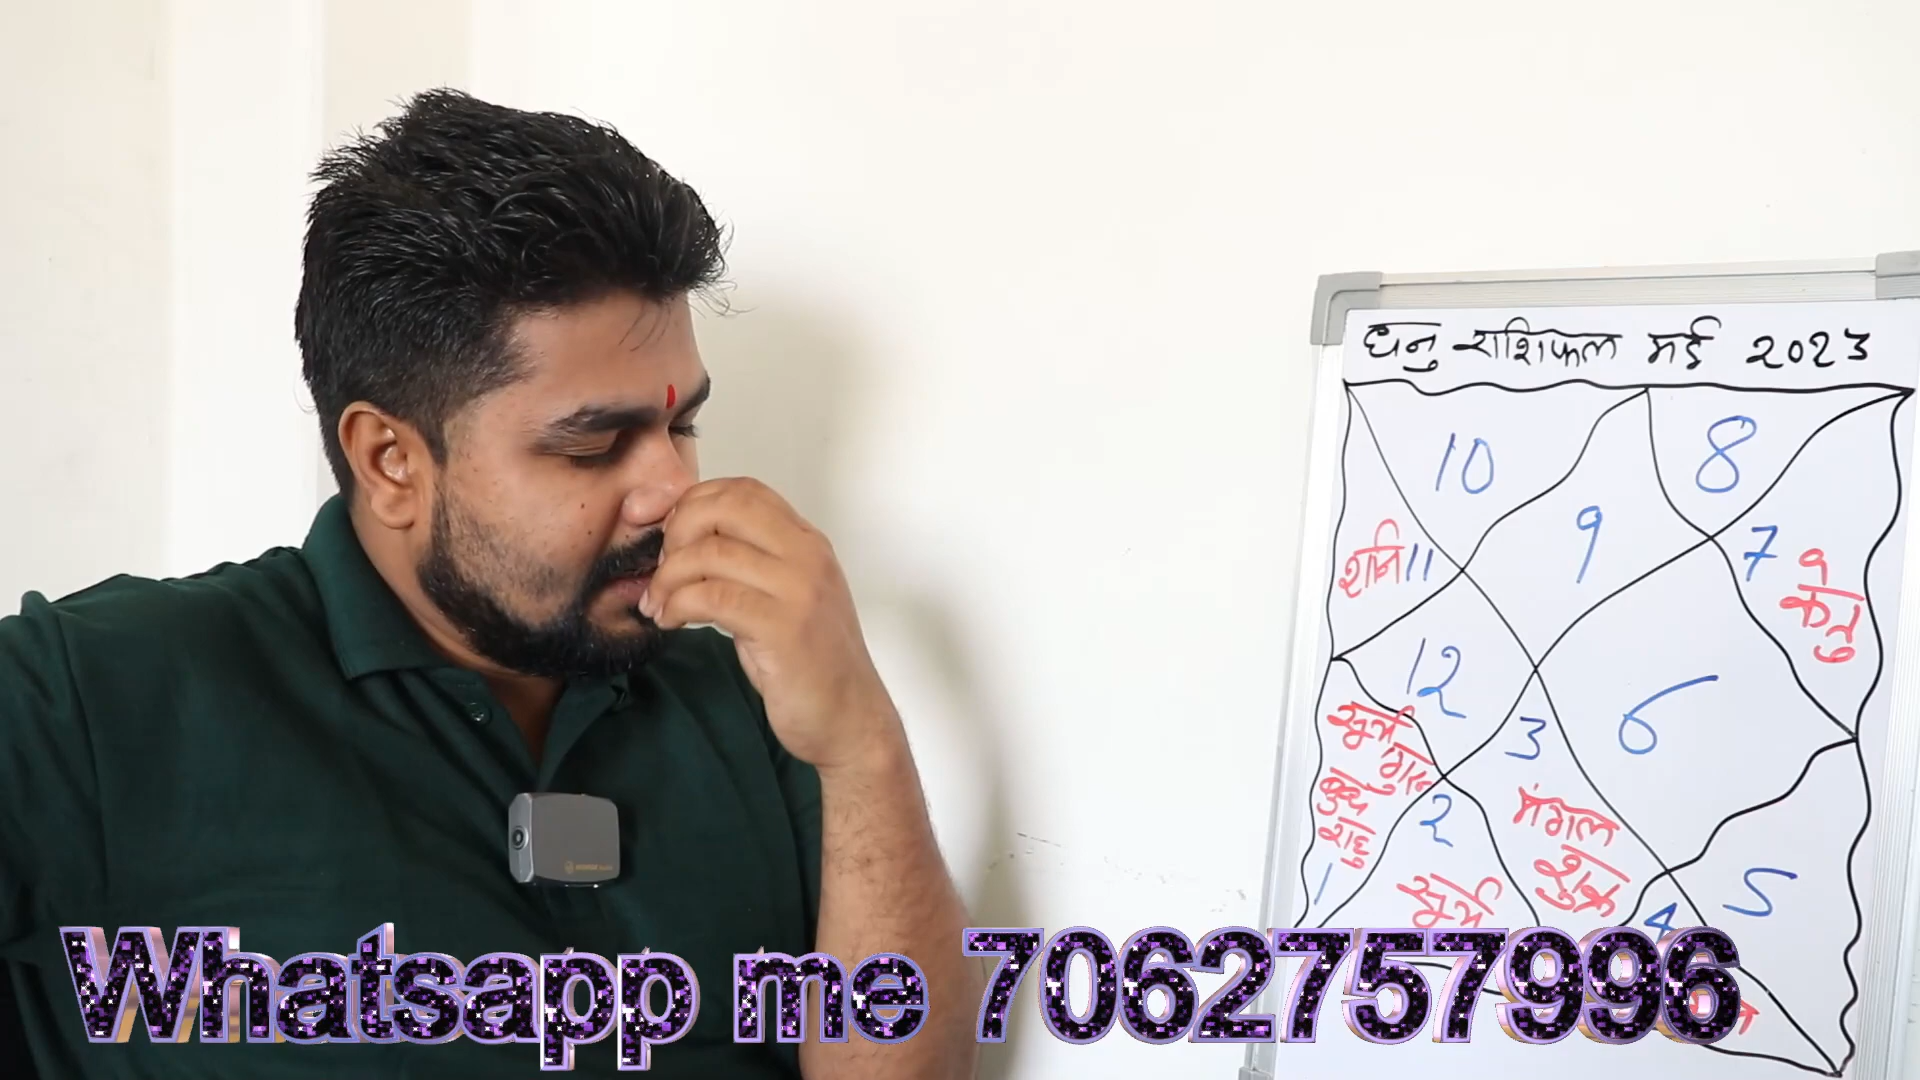 धनु राशिफल मई 2023
10
8
9
शनि 11
7
केतु
12
6
सूर्य
गुरु
3
बुध
राहु
2
मंगल
शुक्र
1
सूर्य
4
5
Whatsapp me 7062757996